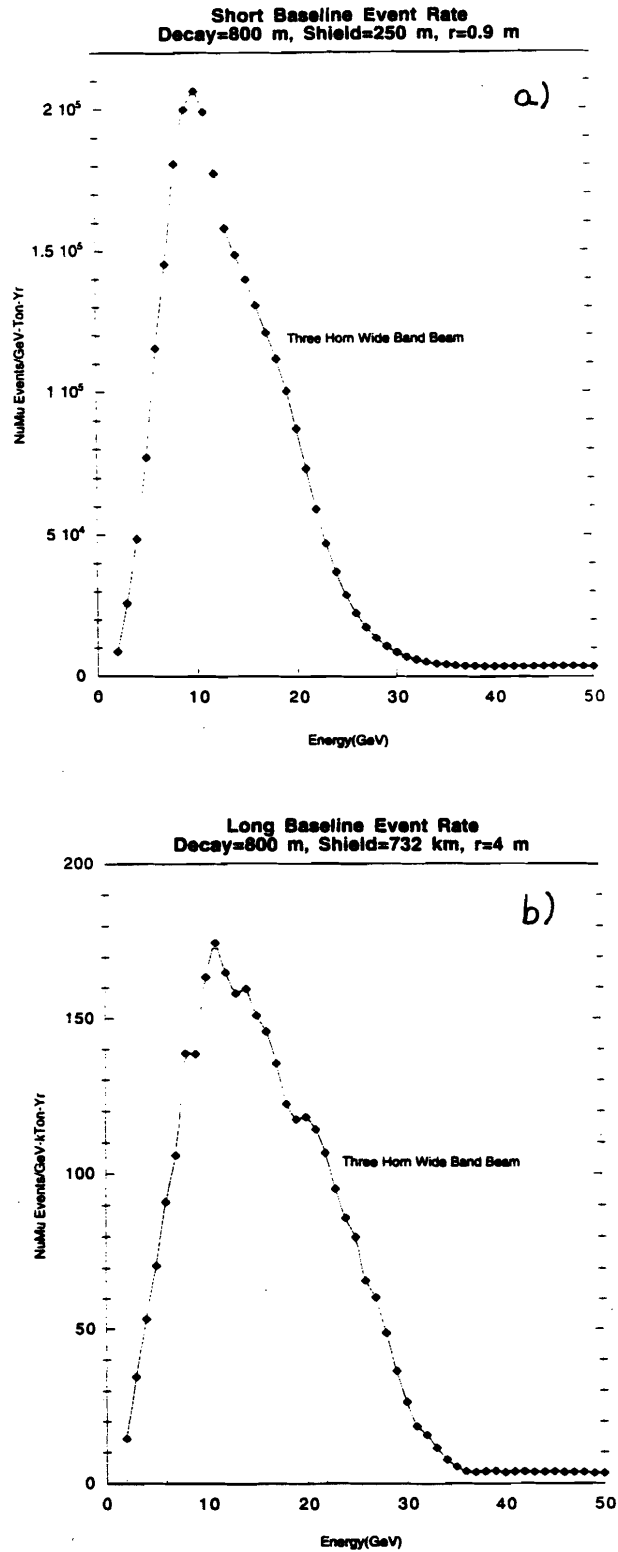 Short Baseline Event Rate
Decay=800 m, Shield=250 m, r=0.9 m
a)
2 10⁵
1.5 10⁵
1 10⁵
5 10⁴
0
NuMu Events/GeV-Ton-Yr
Three Horn Wide Band Beam
0 10 20 30 40 50
Energy(GeV)
Long Baseline Event Rate
Decay=800 m, Shield=732 km, r=4 m
b)
200
150
100
50
0
NuMu Events/GeV-kTon-Yr
Three Horn Wide Band Beam
0 10 20 30 40 50
Energy(GeV)